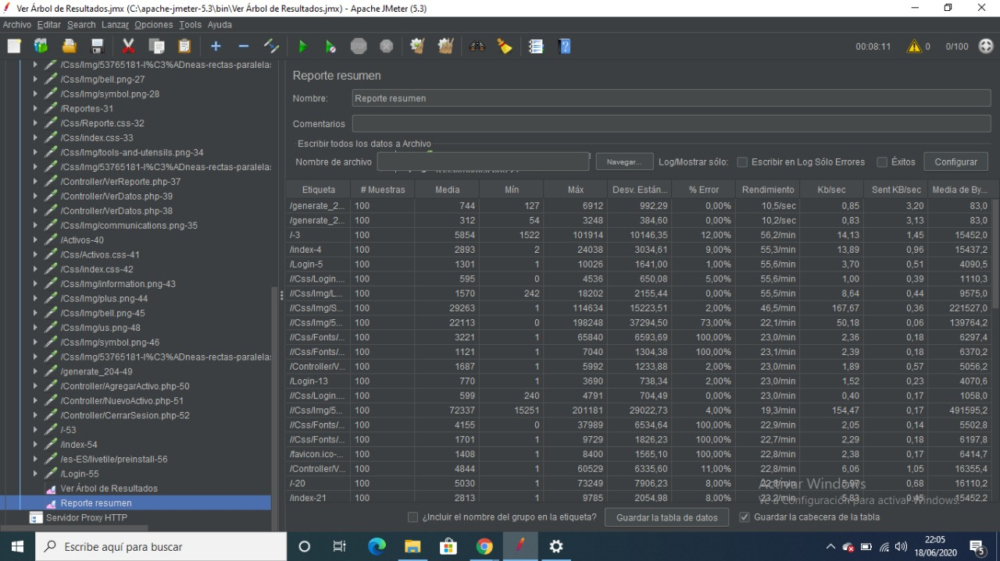 Ver Árbol de Resultados.jmx (C:\apache-jmeter-5.3\bin\Ver Árbol de Resultados.jmx) - Apache JMeter (5.3)
Archivo Editar Search Lanzar Opciones Tools Ayuda
00:08:11 0 0/100
/Css/Img/53765181-l%C3%ADneas-rectas-paralelas
/Css/Img/bell.png-27
/Css/Img/symbol.png-28
/Reportes-31
/Css/Reporte.css-32
/Css/index.css-33
/Css/Img/tools-and-utensils.png-34
/Css/Img/53765181-l%C3%ADneas-rectas-paralelas
/Controller/VerReporte.php-37
/Controller/VerDatos.php-39
/Controller/VerDatos.php-38
/Css/Img/communications.png-35
/Activos-40
/Css/Activos.css-41
/Css/index.css-42
/Css/Img/information.png-43
/Css/Img/plus.png-44
/Css/Img/bell.png-45
/Css/Img/us.png-48
/Css/Img/symbol.png-46
/Css/Img/53765181-l%C3%ADneas-rectas-paralelas
/generate_204-49
/Controller/AgregarActivo.php-50
/Controller/NuevoActivo.php-51
/Controller/CerrarSesion.php-52
/-53
/index-54
/es-ES/livetile/preinstall-56
/Login-55
Ver Árbol de Resultados
Reporte resumen
Servidor Proxy HTTP
Reporte resumen
Nombre: Reporte resumen
Comentarios
Escribir todos los datos a Archivo
Nombre de archivo Navegar... Log/Mostrar sólo: Escribir en Log Sólo Errores Éxitos Configurar
Etiqueta # Muestras Media Mín Máx Desv. Están... % Error Rendimiento Kb/sec Sent KB/sec Media de By...
/generate_2... 100 744 127 6912 992,29 0,00% 10,5/sec 0,85 3,20 83,0
/generate_2... 100 312 54 3248 384,60 0,00% 10,2/sec 0,83 3,13 83,0
/-3 100 5854 1522 101914 10146,35 12,00% 56,2/min 14,13 1,45 15452,0
/index-4 100 2893 2 24038 3034,61 9,00% 55,3/min 13,89 0,96 15437,2
/Login-5 100 1301 1 10026 1641,00 1,00% 55,6/min 3,70 0,51 4090,5
//Css/Login.... 100 595 0 4536 650,08 5,00% 55,6/min 1,00 0,39 1110,3
//Css/Img/L... 100 1570 242 18202 2155,44 0,00% 55,5/min 8,64 0,44 9575,0
//Css/Img/S... 100 29263 1 114634 15223,51 2,00% 46,5/min 167,67 0,36 221527,0
//Css/Img/5... 100 22113 0 198248 37294,50 73,00% 22,1/min 50,18 0,06 139764,2
//Css/Fonts/... 100 3221 1 65840 6593,69 100,00% 23,0/min 2,36 0,18 6297,4
//Css/Fonts/... 100 1121 1 7040 1304,38 100,00% 23,1/min 2,39 0,18 6370,2
/Controller/V... 100 1687 1 5992 1233,88 2,00% 23,0/min 1,89 0,57 5056,2
/Login-13 100 770 1 3690 738,34 2,00% 23,0/min 1,52 0,23 4070,6
//Css/Login.... 100 599 240 4791 704,49 0,00% 23,0/min 0,40 0,17 1058,0
//Css/Img/5... 100 72337 15251 201181 29022,73 4,00% 19,3/min 154,47 0,17 491595,2
//Css/Fonts/... 100 4155 0 37989 6534,64 100,00% 22,9/min 2,05 0,14 5502,8
//Css/Fonts/... 100 1701 1 9729 1826,23 100,00% 22,7/min 2,29 0,18 6197,8
/favicon.ico-... 100 1408 1 8400 1565,10 100,00% 22,8/min 2,38 0,17 6414,7
/Controller/V... 100 4844 1 60529 6335,60 11,00% 22,8/min 6,06 1,05 16355,4
/-20 100 5030 1 73249 7906,23 8,00% 22,8/min 5,97 0,68 16110,2
/index-21 100 2813 1 9785 2054,98 8,00% 23,2/min 5,83 0,45 15452,2
Activar Windows
Ve a Configuración para activar Windows.
¿Incluir el nombre del grupo en la etiqueta? Guardar la tabla de datos Guardar la cabecera de la tabla
Escribe aquí para buscar
22:05
18/06/2020
5